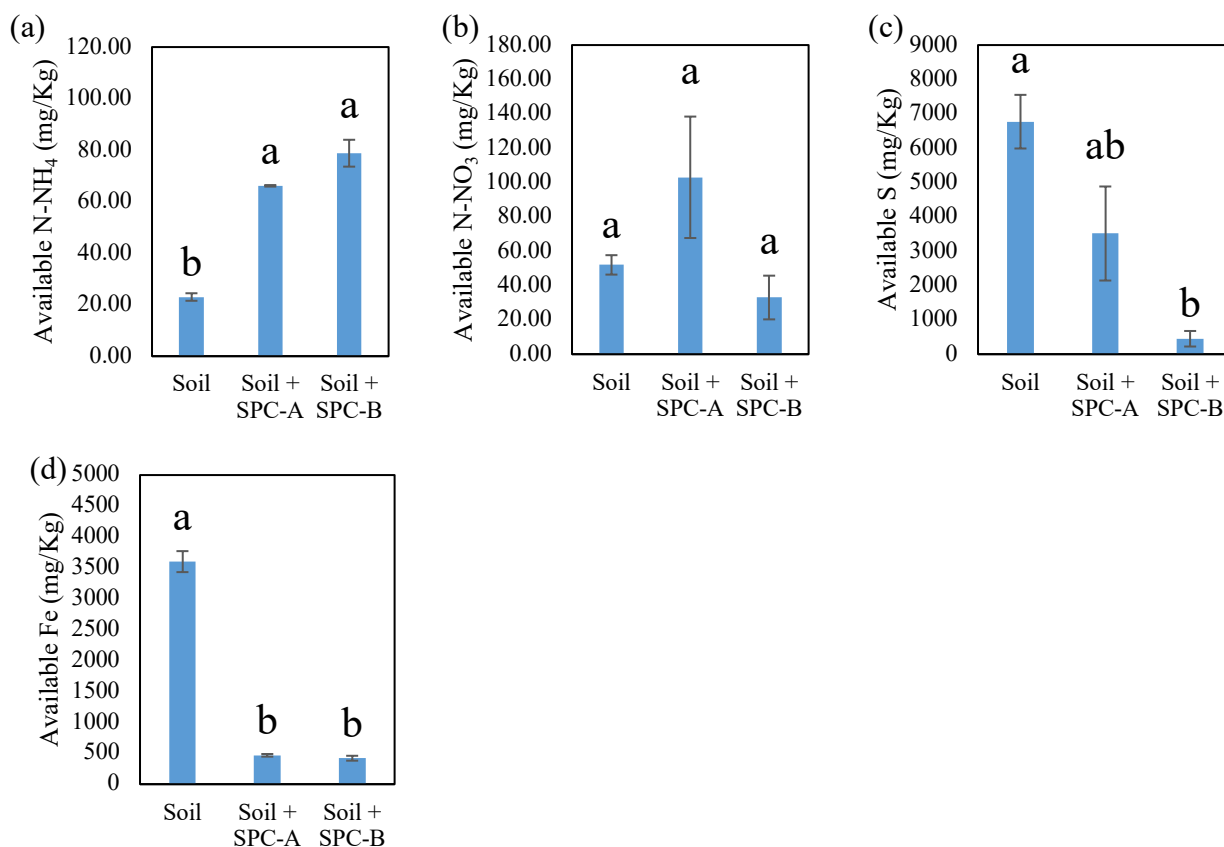 (a)
Available N-NH4 (mg/Kg)
120.00
100.00
80.00
60.00
40.00
20.00
0.00
b
a
a
Soil
Soil +
SPC-A
Soil +
SPC-B
(b)
Available N-NO3 (mg/Kg)
180.00
160.00
140.00
120.00
100.00
80.00
60.00
40.00
20.00
0.00
a
a
a
Soil
Soil +
SPC-A
Soil +
SPC-B
(c)
Available S (mg/Kg)
9000
8000
7000
6000
5000
4000
3000
2000
1000
0
a
ab
b
Soil
Soil +
SPC-A
Soil +
SPC-B
(d)
Available Fe (mg/Kg)
5000
4500
4000
3500
3000
2500
2000
1500
1000
500
0
a
b
b
Soil
Soil +
SPC-A
Soil +
SPC-B